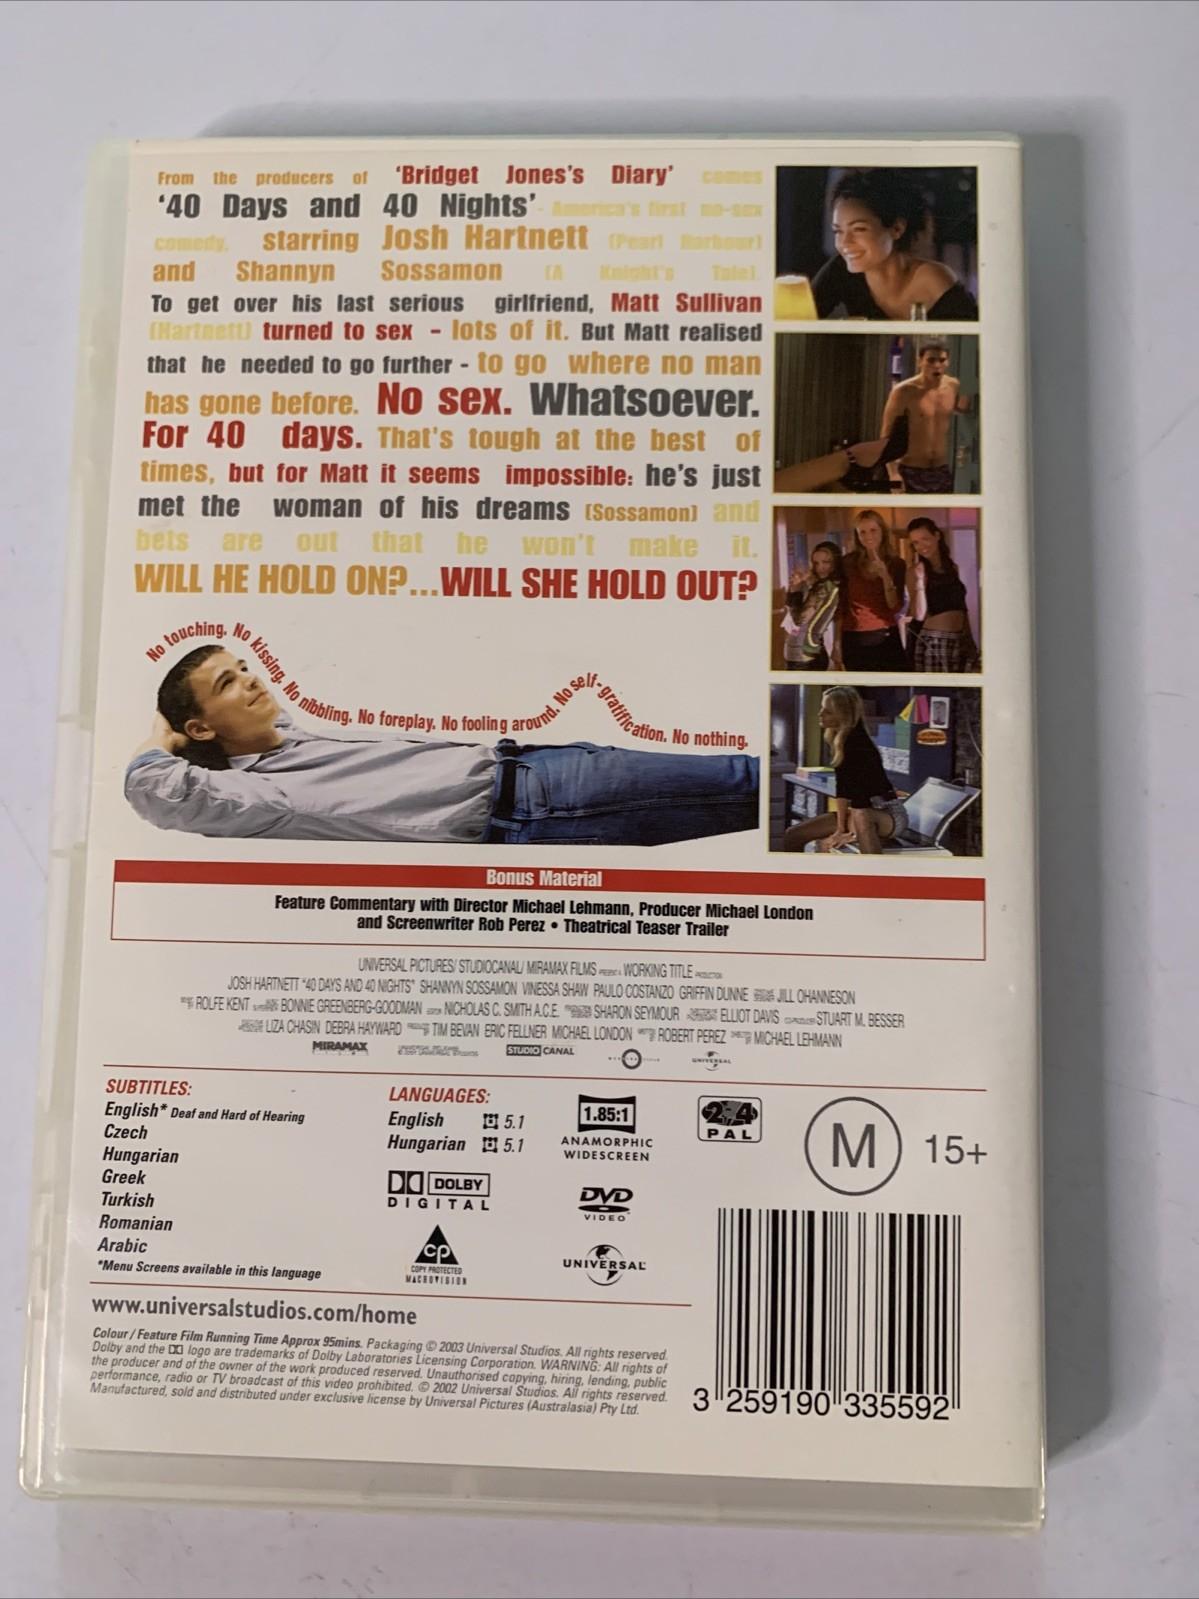 From the producers of 'Bridget Jones's Diary' comes
'40 Days and 40 Nights' - America's first no-sex
comedy, starring Josh Hartnett (Pearl Harbour)
and Shannyn Sossamon (A Knight's Tale).
To get over his last serious girlfriend, Matt Sullivan
(Hartnett) turned to sex - lots of it. But Matt realised
that he needed to go further - to go where no man
has gone before. No sex. Whatsoever.
For 40 days. That's tough at the best of
times, but for Matt it seems impossible: he's just
met the woman of his dreams (Sossamon) and
bets are out that he won't make it.
WILL HE HOLD ON?...WILL SHE HOLD OUT?
No touching. No kissing. No nibbling. No foreplay. No fooling around. No self-gratification. No nothing.
Bonus Material
Feature Commentary with Director Michael Lehmann, Producer Michael London
and Screenwriter Rob Perez • Theatrical Teaser Trailer
UNIVERSAL PICTURES/ STUDIOCANAL/ MIRAMAX FILMS PRESENT A WORKING TITLE PRODUCTION
JOSH HARTNETT "40 DAYS AND 40 NIGHTS" SHANNYN SOSSAMON VINESSA SHAW PAULO COSTANZO GRIFFIN DUNNE JILL OHANNESON
ROLFE KENT BONNIE GREENBERG-GOODMAN NICHOLAS C. SMITH A.C.E. SHARON SEYMOUR ELLIOT DAVIS CO-PRODUCER STUART M. BESSER
LIZA CHASIN DEBRA HAYWARD TIM BEVAN ERIC FELLNER MICHAEL LONDON ROBERT PEREZ MICHAEL LEHMANN
MIRAMAX STUDIO CANAL UNIVERSAL
SUBTITLES:
English* Deaf and Hard of Hearing
Czech
Hungarian
Greek
Turkish
Romanian
Arabic
*Menu Screens available in this language
LANGUAGES:
English 5.1
Hungarian 5.1
DOLBY
DIGITAL
CP
COPY PROTECTED
MACROVISION
1.85:1
ANAMORPHIC
WIDESCREEN
DVD
VIDEO
UNIVERSAL
2-4
PAL
M 15+
www.universalstudios.com/home
Colour / Feature Film Running Time Approx 95mins. Packaging © 2003 Universal Studios. All rights reserved.
Dolby and the logo are trademarks of Dolby Laboratories Licensing Corporation. WARNING: All rights of
the producer and of the owner of the work produced reserved. Unauthorised copying, hiring, lending, public
performance, radio or TV broadcast of this video prohibited. © 2002 Universal Studios. All rights reserved.
Manufactured, sold and distributed under exclusive license by Universal Pictures (Australasia) Pty Ltd.
3 259190 335592